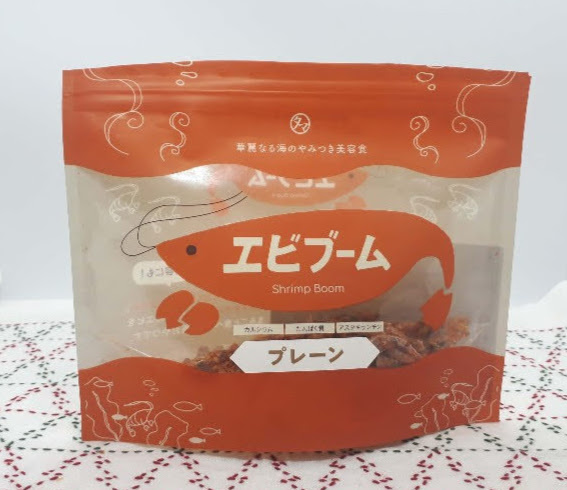 タマ
華麗なる海のやみつき美容食
エビブーム
Shrimp Boom
カルシウム
たんぱく質
アスタキサンチン
プレーン